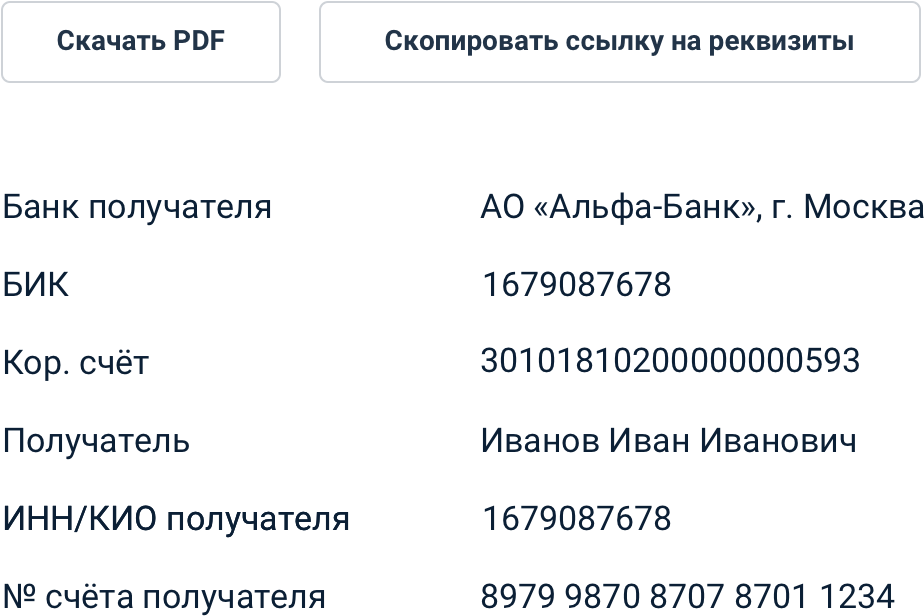 Скачать PDF
Скопировать ссылку на реквизиты
Банк получателя АО «Альфа-Банк», г. Москва
БИК 1679087678
Кор. счёт 30101810200000000593
Получатель Иванов Иван Иванович
ИНН/КИО получателя 1679087678
№ счёта получателя 8979 9870 8707 8701 1234